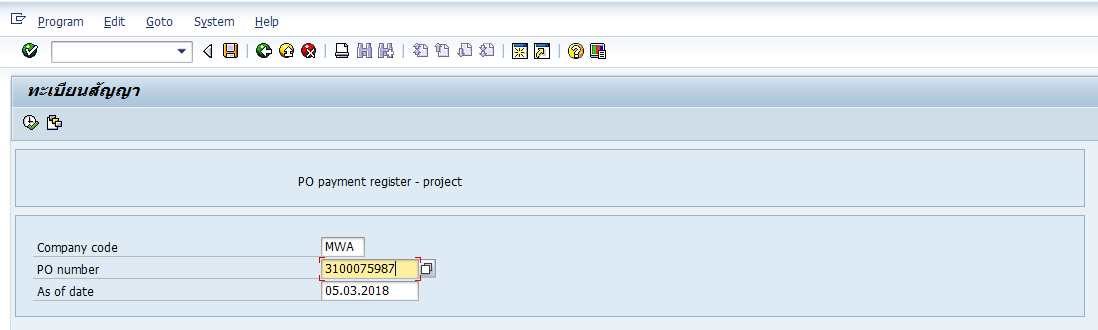 Program Edit Goto System Help
ทะเบียนสัญญา
PO payment register - project
Company code MWA
PO number 3100075987
As of date 05.03.2018